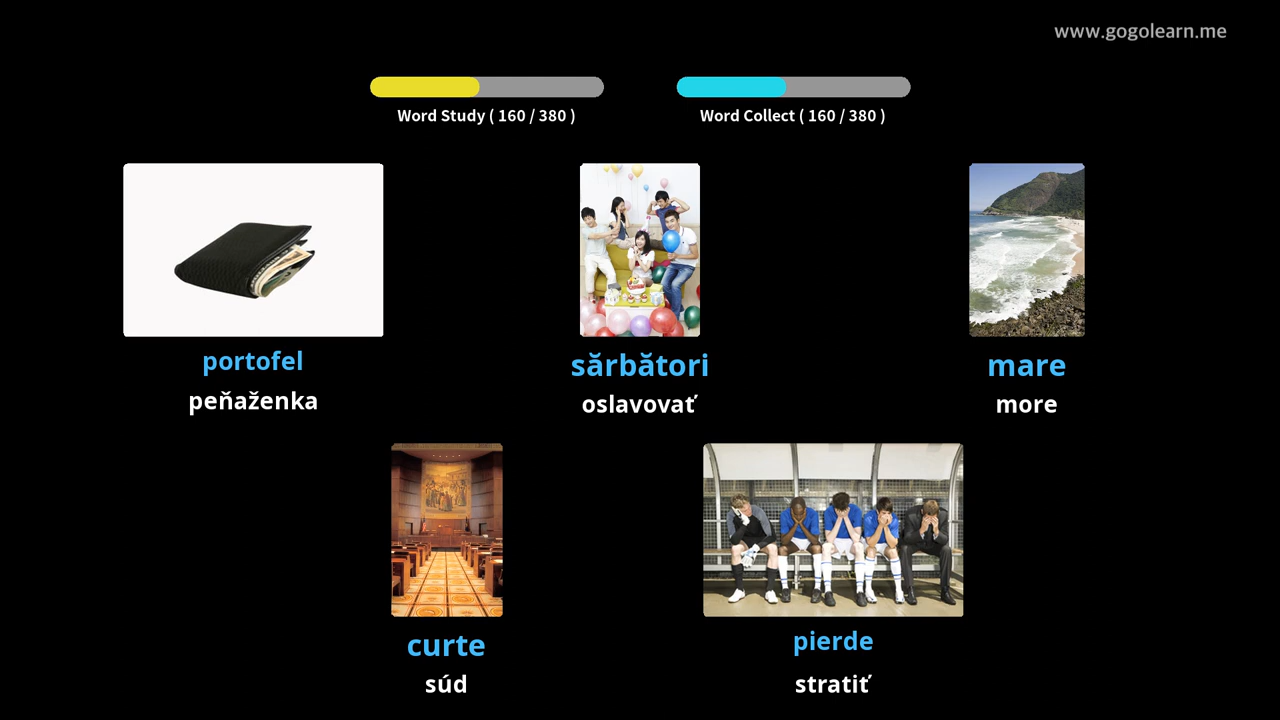 www.gogolearn.me
Word Study ( 160 / 380 )
Word Collect ( 160 / 380 )
portofel
peňaženka
sărbători
oslavovať
mare
more
curte
súd
pierde
stratiť